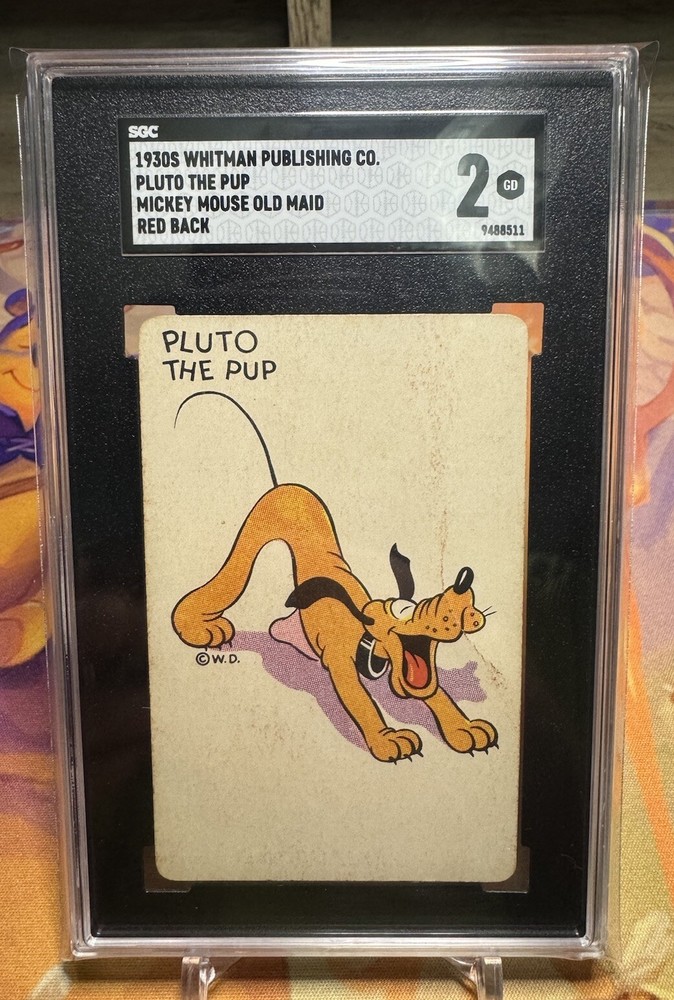 SGC
1930S WHITMAN PUBLISHING CO.
PLUTO THE PUP
MICKEY MOUSE OLD MAID
RED BACK
2 GD
9488511
PLUTO
THE PUP
©W.D.